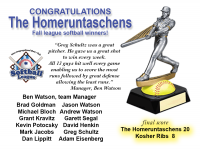 CONGRATULATIONS
The Homeruntaschens
Fall league softball winners!
"Greg Schultz was a great
pitcher. He gave us a great shot
to win every week.
All 11 guys hit well every game
enabling us to score the most
runs followed by great defense
allowing the least runs."
Manager, Ben Watson
Softball
Ben Watson, team Manager
Brad Goldman Jason Watson
Michael Bloch Andrew Watson
Grant Kravitz Garett Segal
Kevin Potocsky David Henkin
Mark Jacobs Greg Schultz
Dan Lippitt Adam Eisenberg
final score
The Homeruntaschens 20
Kosher Ribs 8